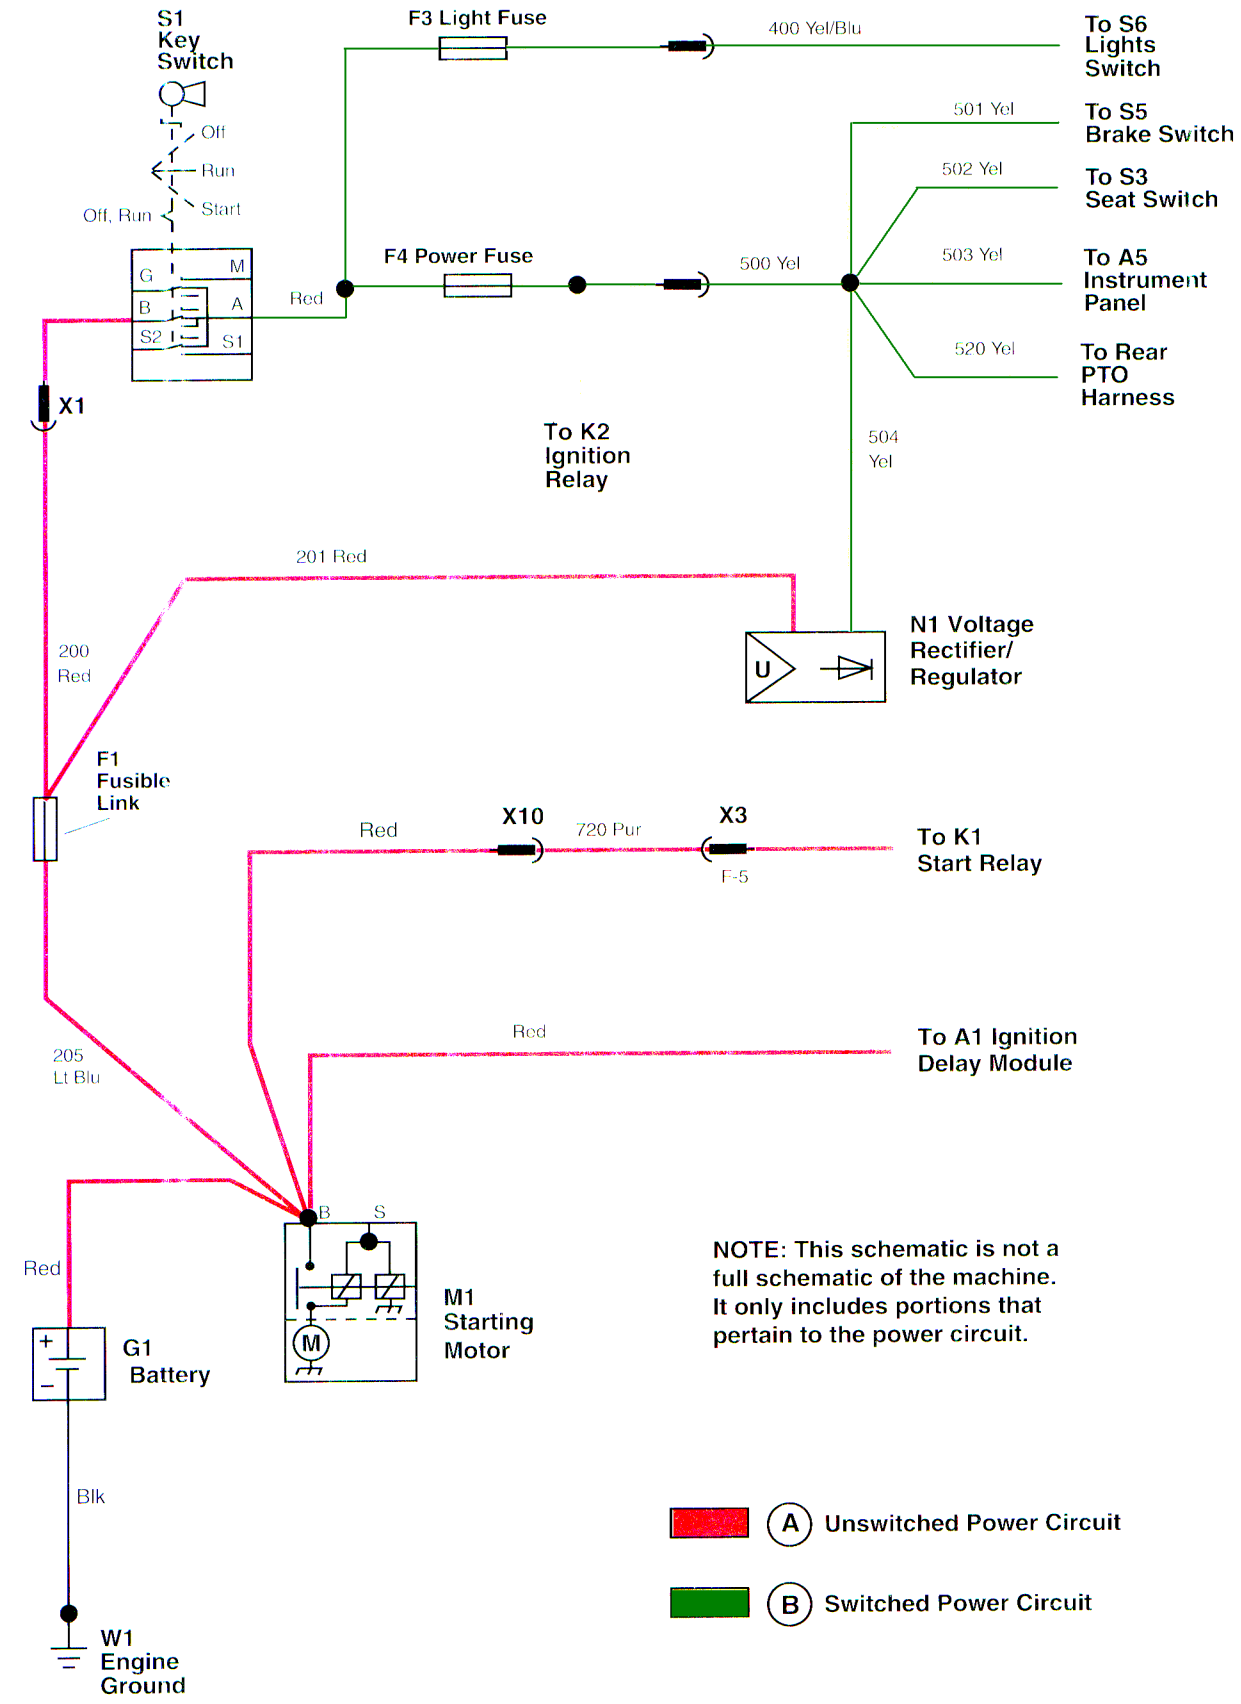 S1
Key
Switch
Off
Run
Start
Off, Run
G
M
B
A
S2
S1
Red
F3 Light Fuse
400 Yel/Blu
To S6
Lights
Switch
501 Yel
To S5
Brake Switch
502 Yel
To S3
Seat Switch
F4 Power Fuse
500 Yel
503 Yel
To A5
Instrument
Panel
520 Yel
To Rear
PTO
Harness
X1
To K2
Ignition
Relay
504
Yel
201 Red
200
Red
N1 Voltage
Rectifier/
Regulator
U
F1
Fusible
Link
Red
X10
720 Pur
X3
F-5
To K1
Start Relay
205
Lt Blu
Red
To A1 Ignition
Delay Module
B
S
Red
M
M1
Starting
Motor
+
−
G1
Battery
NOTE: This schematic is not a
full schematic of the machine.
It only includes portions that
pertain to the power circuit.
Blk
W1
Engine
Ground
A Unswitched Power Circuit
B Switched Power Circuit